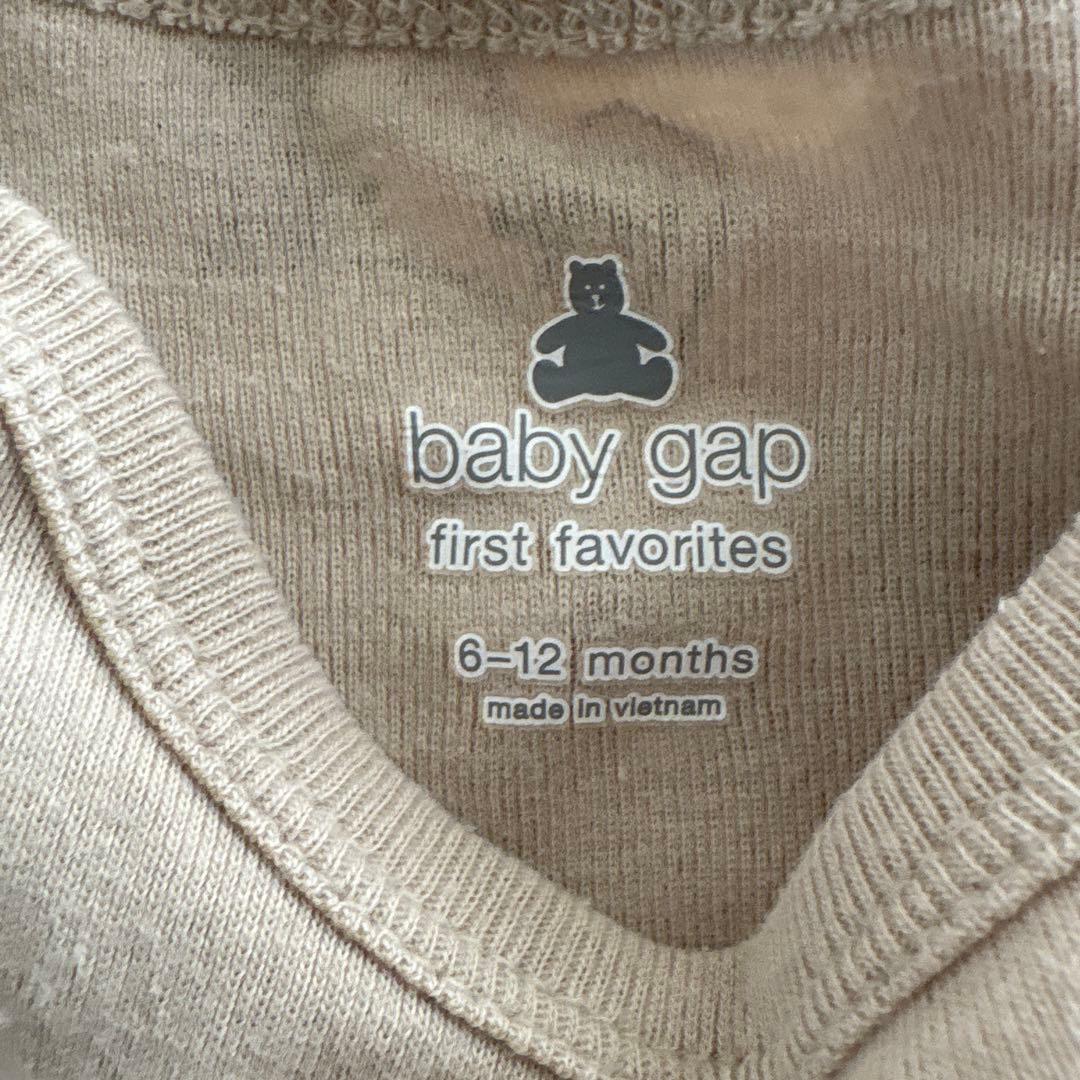 baby gap
first favorites
6-12 months
made in vietnam